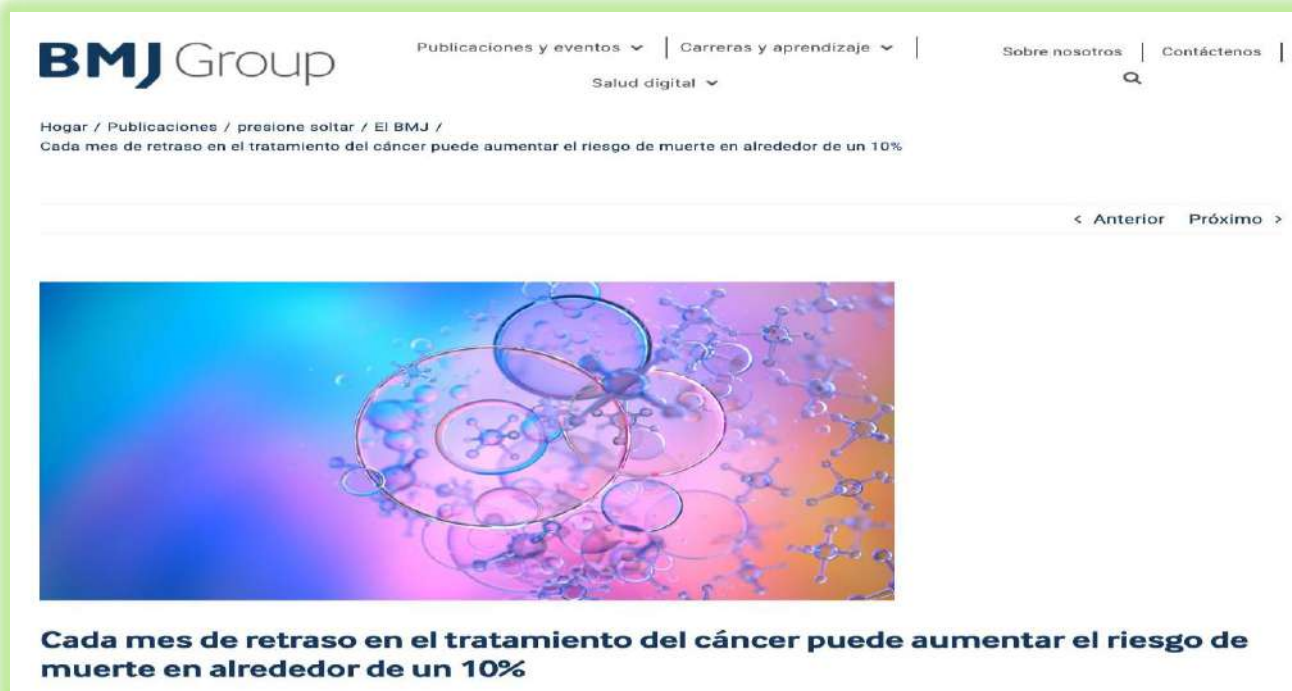 BMJ Group
Publicaciones y eventos | Carreras y aprendizaje |
Salud digital
Sobre nosotros | Contáctenos |
Hogar / Publicaciones / presione soltar / El BMJ /
Cada mes de retraso en el tratamiento del cáncer puede aumentar el riesgo de muerte en alrededor de un 10%
< Anterior Próximo >
Cada mes de retraso en el tratamiento del cáncer puede aumentar el riesgo de
muerte en alrededor de un 10%